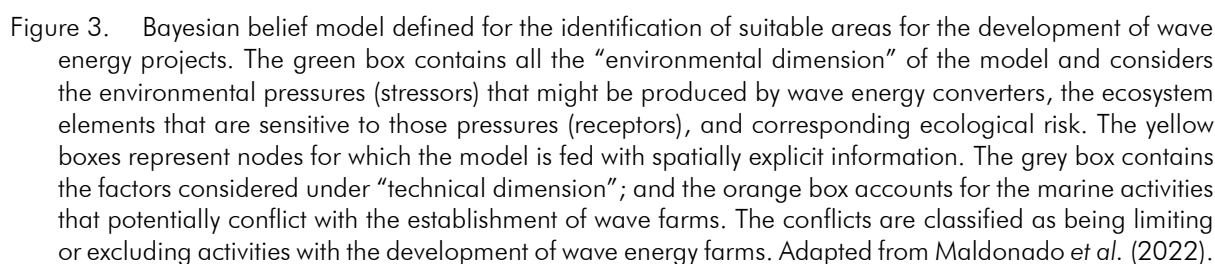 Figure 3. Bayesian belief model defined for the identification of suitable areas for the development of wave
energy projects. The green box contains all the “environmental dimension” of the model and considers
the environmental pressures (stressors) that might be produced by wave energy converters, the ecosystem
elements that are sensitive to those pressures (receptors), and corresponding ecological risk. The yellow
boxes represent nodes for which the model is fed with spatially explicit information. The grey box contains
the factors considered under “technical dimension”; and the orange box accounts for the marine activities
that potentially conflict with the establishment of wave farms. The conflicts are classified as being limiting
or excluding activities with the development of wave energy farms. Adapted from Maldonado et al. (2022).